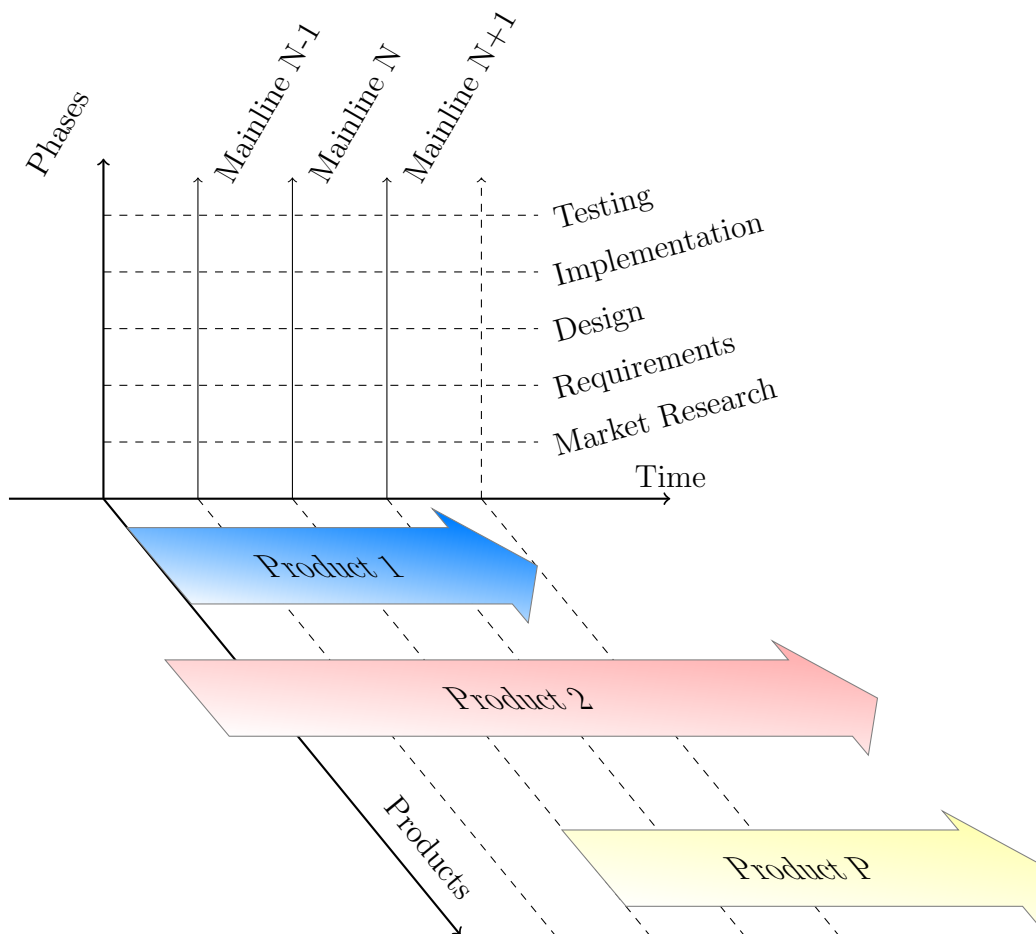 Phases
Mainline N-1
Mainline N
Mainline N+1
Testing
Implementation
Design
Requirements
Market Research
Time
Product 1
Product 2
Products
Product P